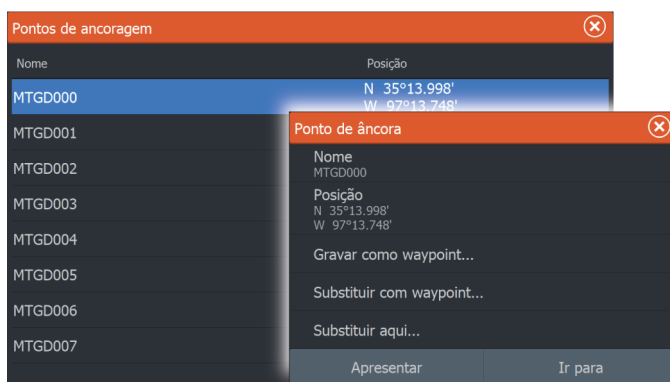 Pontos de ancoragem
Nome Posição
MTGD000 N 35°13.998'
W 97°13.748'
MTGD001
MTGD002
MTGD003
MTGD004
MTGD005
MTGD006
MTGD007
Ponto de âncora
Nome
MTGD000
Posição
N 35°13.998'
W 97°13.748'
Gravar como waypoint...
Substituir com waypoint...
Substituir aqui...
Apresentar Ir para